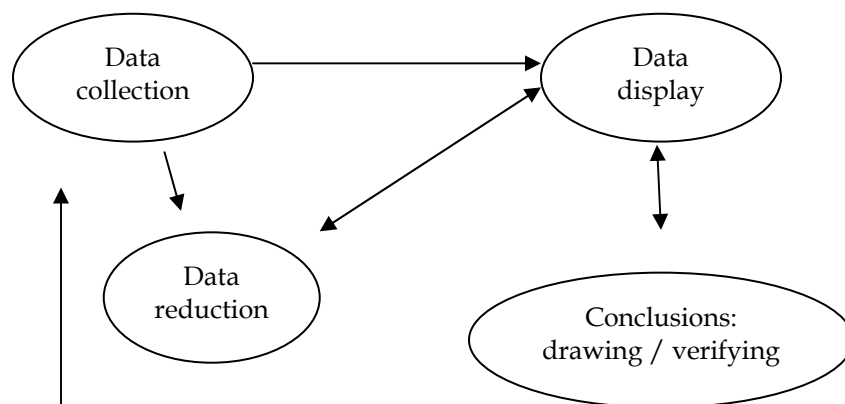 Data
collection
Data
display
Data
reduction
Conclusions:
drawing / verifying